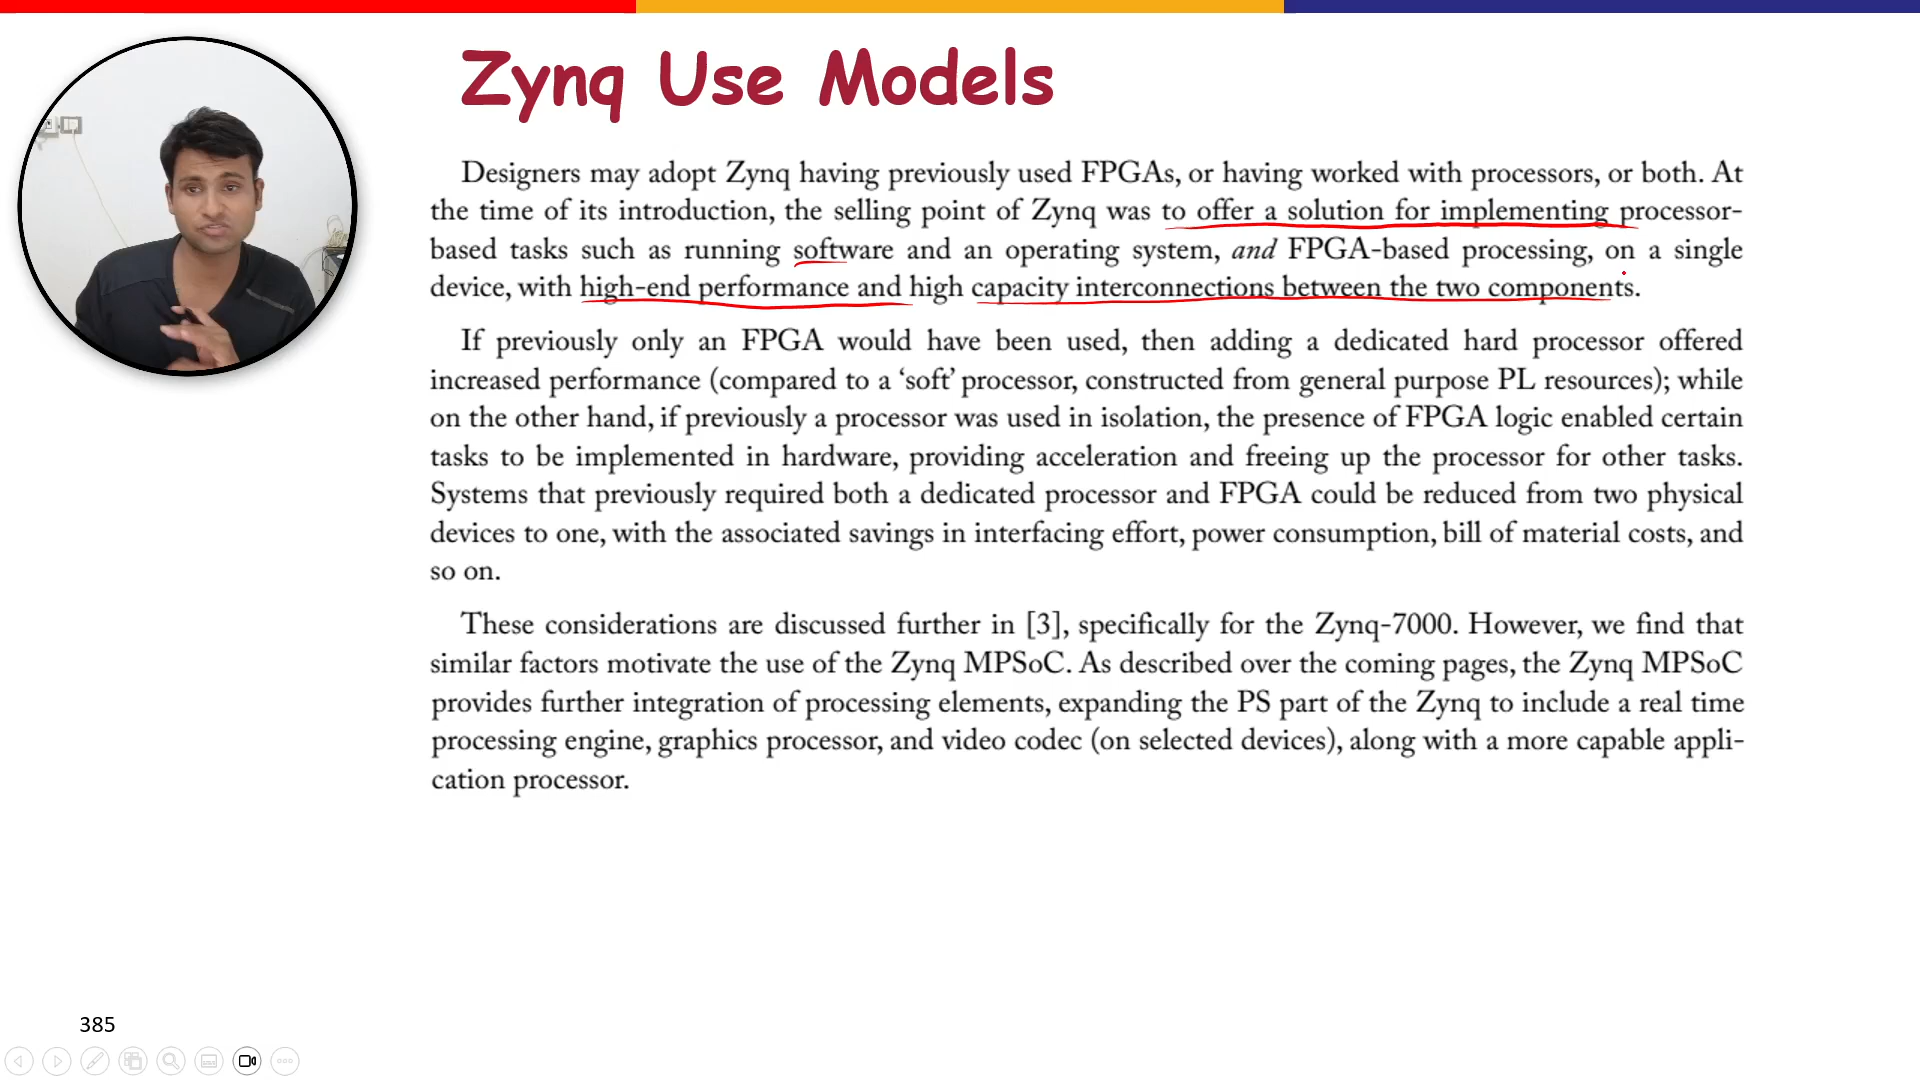 Zynq Use Models
Designers may adopt Zynq having previously used FPGAs, or having worked with processors, or both. At
the time of its introduction, the selling point of Zynq was to offer a solution for implementing processor-
based tasks such as running software and an operating system, and FPGA-based processing, on a single
device, with high-end performance and high capacity interconnections between the two components.
If previously only an FPGA would have been used, then adding a dedicated hard processor offered
increased performance (compared to a ‘soft’ processor, constructed from general purpose PL resources); while
on the other hand, if previously a processor was used in isolation, the presence of FPGA logic enabled certain
tasks to be implemented in hardware, providing acceleration and freeing up the processor for other tasks.
Systems that previously required both a dedicated processor and FPGA could be reduced from two physical
devices to one, with the associated savings in interfacing effort, power consumption, bill of material costs, and
so on.
These considerations are discussed further in [3], specifically for the Zynq-7000. However, we find that
similar factors motivate the use of the Zynq MPSoC. As described over the coming pages, the Zynq MPSoC
provides further integration of processing elements, expanding the PS part of the Zynq to include a real time
processing engine, graphics processor, and video codec (on selected devices), along with a more capable appli-
cation processor.
385